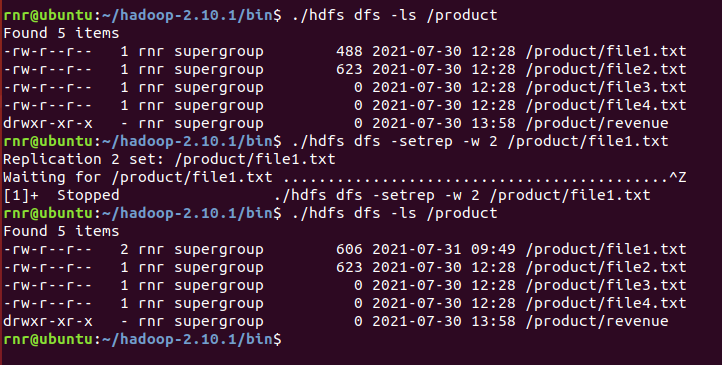 rnr@ubuntu:~/hadoop-2.10.1/bin$ ./hdfs dfs -ls /product
Found 5 items
-rw-r--r--   1 rnr supergroup        488 2021-07-30 12:28 /product/file1.txt
-rw-r--r--   1 rnr supergroup        623 2021-07-30 12:28 /product/file2.txt
-rw-r--r--   1 rnr supergroup          0 2021-07-30 12:28 /product/file3.txt
-rw-r--r--   1 rnr supergroup          0 2021-07-30 12:28 /product/file4.txt
drwxr-xr-x   - rnr supergroup          0 2021-07-30 13:58 /product/revenue
rnr@ubuntu:~/hadoop-2.10.1/bin$ ./hdfs dfs -setrep -w 2 /product/file1.txt
Replication 2 set: /product/file1.txt
Waiting for /product/file1.txt ...........................................^Z
[1]+  Stopped                 ./hdfs dfs -setrep -w 2 /product/file1.txt
rnr@ubuntu:~/hadoop-2.10.1/bin$ ./hdfs dfs -ls /product
Found 5 items
-rw-r--r--   2 rnr supergroup        606 2021-07-31 09:49 /product/file1.txt
-rw-r--r--   1 rnr supergroup        623 2021-07-30 12:28 /product/file2.txt
-rw-r--r--   1 rnr supergroup          0 2021-07-30 12:28 /product/file3.txt
-rw-r--r--   1 rnr supergroup          0 2021-07-30 12:28 /product/file4.txt
drwxr-xr-x   - rnr supergroup          0 2021-07-30 13:58 /product/revenue
rnr@ubuntu:~/hadoop-2.10.1/bin$